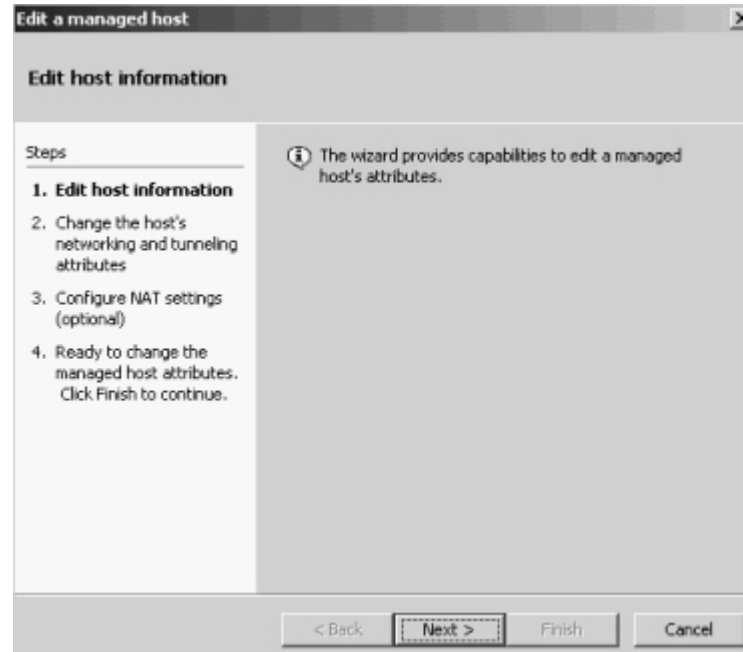 Edit a managed host
Edit host information
Steps
1. Edit host information
2. Change the host's
networking and tunneling
attributes
3. Configure NAT settings
(optional)
4. Ready to change the
managed host attributes.
Click Finish to continue.
The wizard provides capabilities to edit a managed
host's attributes.
< Back
Next >
Finish
Cancel